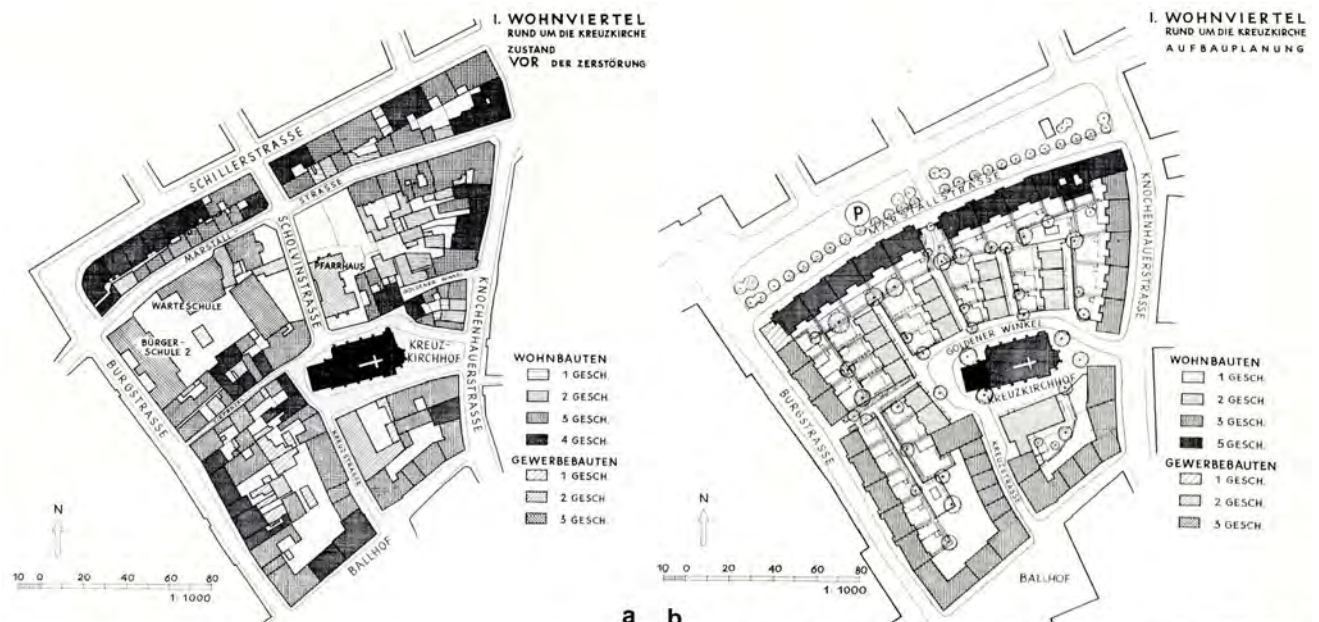 I. WOHNVIERTEL
RUND UM DIE KREUZKIRCHE
ZUSTAND
VOR DER ZERSTÖRUNG
SCHILLERSTRASSE
STRASSE
MARSTALL
SCHOLVINSTRASSE
PFARRHAUS
WARTESCHULE
BÜRGER-
SCHULE 2
GOLDENER WINKEL
KNOCHENHAUERSTRASSE
KREUZ-
KIRCHHOF
BURGSTRASSE
KREUZSTRASSE
BALLHOF
WOHNBAUTEN
1 GESCH.
2 GESCH.
3 GESCH.
4 GESCH.
GEWERBEBAUTEN
1 GESCH.
2 GESCH.
3 GESCH.
N
10 0 20 40 60 80
1:1000
a
I. WOHNVIERTEL
RUND UM DIE KREUZKIRCHE
AUFBAUPLANUNG
P
MARSTALLSTRASSE
KNOCHENHAUERSTRASSE
GOLDENER WINKEL
KREUZKIRCHHOF
BURGSTRASSE
KREUZSTRASSE
BALLHOF
WOHNBAUTEN
1 GESCH.
2 GESCH.
3 GESCH.
5 GESCH.
GEWERBEBAUTEN
1 GESCH.
2 GESCH.
3 GESCH.
N
10 0 20 40 60 80
1:1000
b